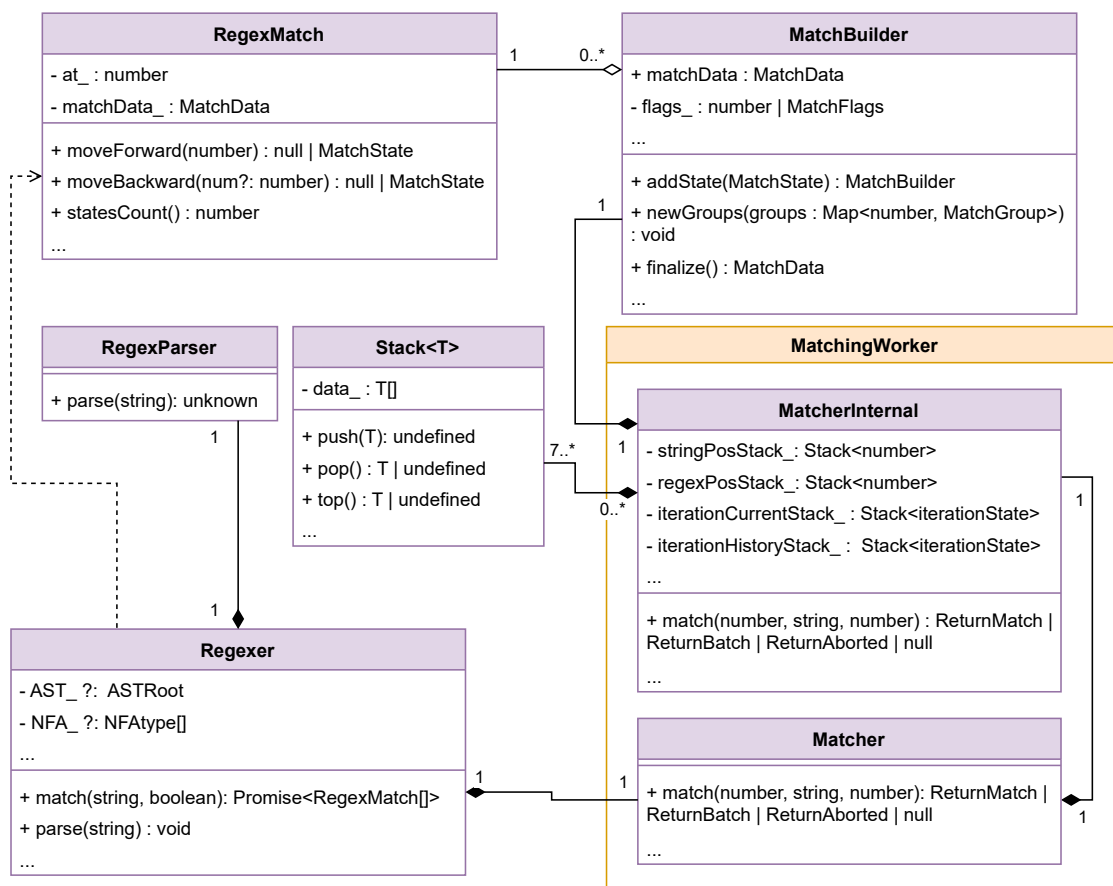 RegexMatch
- at_ : number
- matchData_ : MatchData
+ moveForward(number) : null | MatchState
+ moveBackward(num?: number) : null | MatchState
+ statesCount() : number
...
1
0..*
MatchBuilder
+ matchData : MatchData
- flags_ : number | MatchFlags
...
+ addState(MatchState) : MatchBuilder
+ newGroups(groups : Map<number, MatchGroup>)
: void
+ finalize() : MatchData
...
1
RegexParser
+ parse(string): unknown
1
Stack<T>
- data_ : T[]
+ push(T): undefined
+ pop() : T | undefined
+ top() : T | undefined
...
7..*
0..*
MatchingWorker
MatcherInternal
- stringPosStack_: Stack<number>
- regexPosStack_: Stack<number>
- iterationCurrentStack_ : Stack<iterationState>
- iterationHistoryStack_ :  Stack<iterationState>
...
+ match(number, string, number) : ReturnMatch |
ReturnBatch | ReturnAborted | null
...
1
1
1
Regexer
- AST_ ?:  ASTRoot
- NFA_ ?: NFAtype[]
...
+ match(string, boolean): Promise<RegexMatch[]>
+ parse(string) : void
...
1
1
Matcher
+ match(number, string, number): ReturnMatch |
ReturnBatch | ReturnAborted | null
...
1